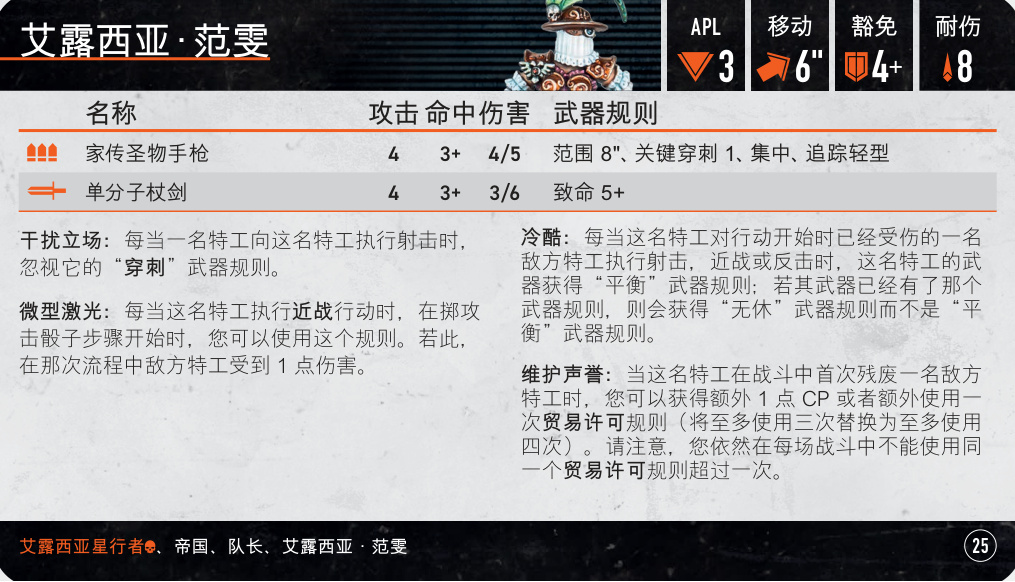 艾露西亚·范雯
APL 移动 豁免 耐伤
3 6" 4+ 8
名称 攻击 命中 伤害 武器规则
家传圣物手枪 4 3+ 4/5 范围 8"、关键穿刺 1、集中、追踪轻型
单分子杖剑 4 3+ 3/6 致命 5+
干扰立场：每当一名特工向这名特工执行射击时，
忽视它的“穿刺”武器规则。
微型激光：每当这名特工执行近战行动时，在掷攻
击骰子步骤开始时，您可以使用这个规则。若此，
在那次流程中敌方特工受到 1 点伤害。
冷酷：每当这名特工对行动开始时已经受伤的一名
敌方特工执行射击，近战或反击时，这名特工的武
器获得“平衡”武器规则；若其武器已经有了那个
武器规则，则会获得“无休”武器规则而不是“平
衡”武器规则。
维护声誉：当这名特工在战斗中首次残废一名敌方
特工时，您可以获得额外 1 点 CP 或者额外使用一
次贸易许可规则（将至多使用三次替换为至多使用
四次）。请注意，您依然在每场战斗中不能使用同
一个贸易许可规则超过一次。
艾露西亚星行者、帝国、队长、艾露西亚·范雯
25